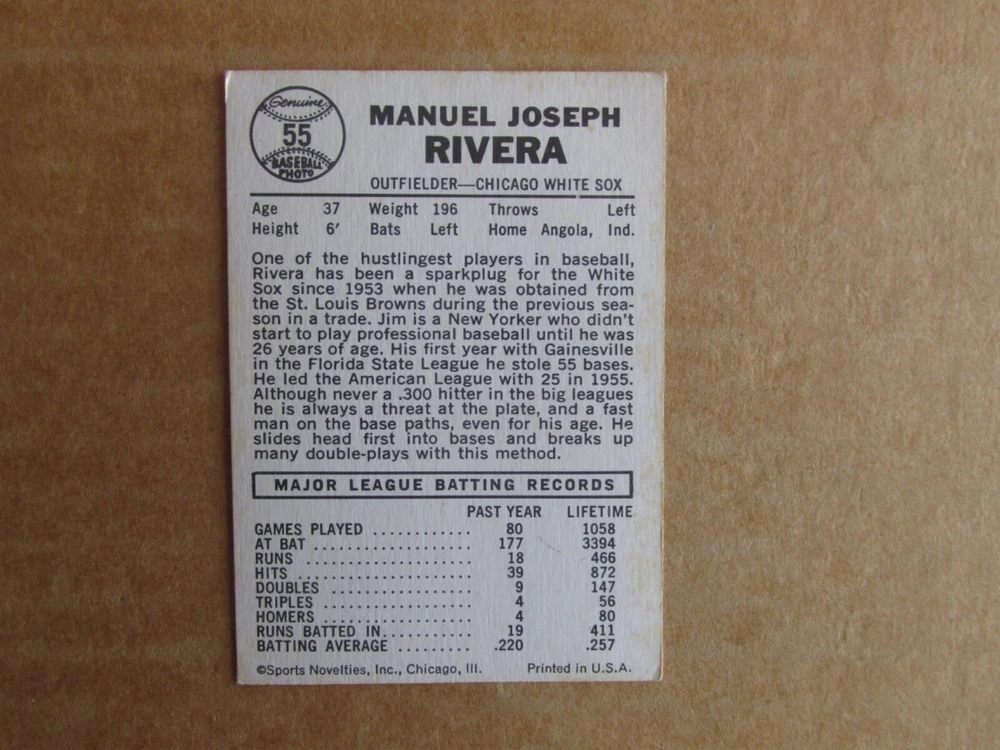 Genuine
55
BASEBALL
PHOTO
MANUEL JOSEPH
RIVERA
OUTFIELDER—CHICAGO WHITE SOX
Age 37 Weight 196 Throws Left
Height 6′ Bats Left Home Angola, Ind.
One of the hustlingest players in baseball,
Rivera has been a sparkplug for the White
Sox since 1953 when he was obtained from
the St. Louis Browns during the previous sea-
son in a trade. Jim is a New Yorker who didn't
start to play professional baseball until he was
26 years of age. His first year with Gainesville
in the Florida State League he stole 55 bases.
He led the American League with 25 in 1955.
Although never a .300 hitter in the big leagues
he is always a threat at the plate, and a fast
man on the base paths, even for his age. He
slides head first into bases and breaks up
many double-plays with this method.
MAJOR LEAGUE BATTING RECORDS
PAST YEAR LIFETIME
GAMES PLAYED ........... 80 1058
AT BAT ................... 177 3394
RUNS .................... 18 466
HITS ..................... 39 872
DOUBLES ................. 9 147
TRIPLES .................. 4 56
HOMERS .................. 4 80
RUNS BATTED IN........... 19 411
BATTING AVERAGE ......... .220 .257
©Sports Novelties, Inc., Chicago, Ill. Printed in U.S.A.